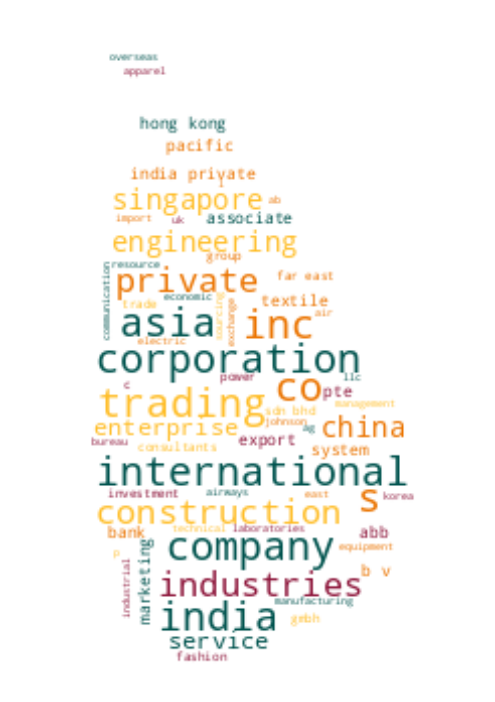 overseas
apparel
hong kong
pacific
india private
singapore ab
import uk associate
engineering
group
resource
private far east
communication
trade economic sourcing exchange textile
air
asia inc
electric
corporation
power llc
c co pte
trading management
sdn bhd
enterprise johnson ag china
bureau consultants export system
international
investment airways east s korea
construction
bank technical laboratories abb
company equipment
p
industrial marketing industries b v
manufacturing
india gmbh
service
fashion